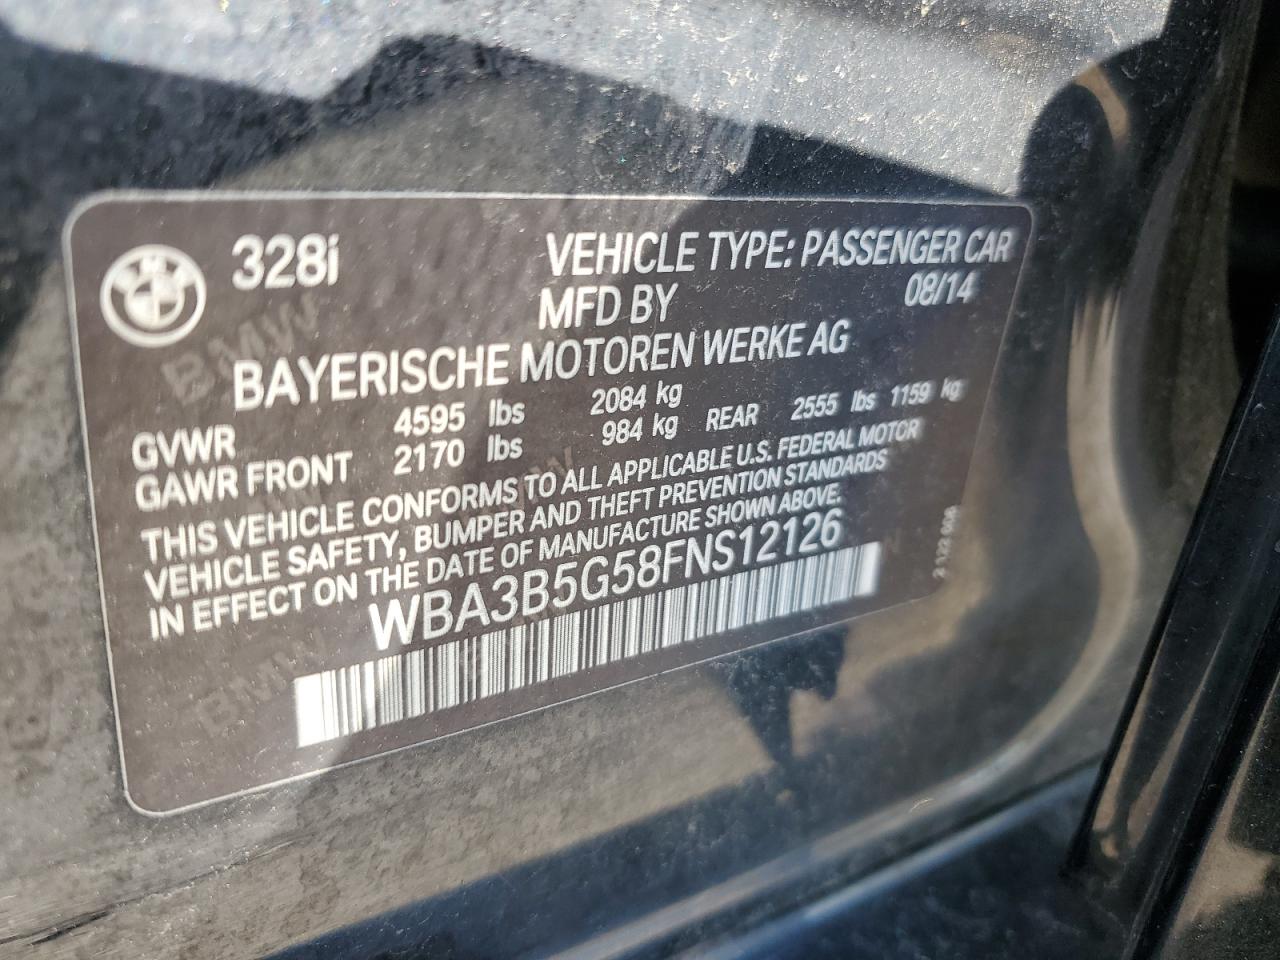 328i VEHICLE TYPE: PASSENGER CAR
MFD BY 08/14
BAYERISCHE MOTOREN WERKE AG
GVWR 4595 lbs 2084 kg
GAWR FRONT 2170 lbs 984 kg REAR 2555 lbs 1159 kg
THIS VEHICLE CONFORMS TO ALL APPLICABLE U.S. FEDERAL MOTOR
VEHICLE SAFETY, BUMPER AND THEFT PREVENTION STANDARDS
IN EFFECT ON THE DATE OF MANUFACTURE SHOWN ABOVE.
WBA3B5G58FNS12126
BMW
BMW